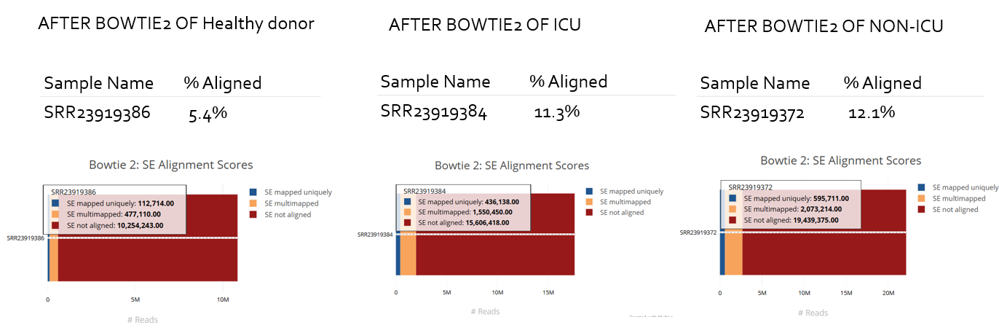 AFTER BOWTIE2 OF Healthy donor
Sample Name % Aligned
SRR23919386 5.4%
Bowtie 2: SE Alignment Scores
SRR23919386
SE mapped uniquely: 112,714.00
SE multimapped: 477,110.00
SE not aligned: 10,254,243.00
SE mapped uniquely
SE multimapped
SE not aligned
SRR23919386
0 5M 10M
# Reads
AFTER BOWTIE2 OF ICU
Sample Name % Aligned
SRR23919384 11.3%
Bowtie 2: SE Alignment Scores
SRR23919384
SE mapped uniquely: 436,138.00
SE multimapped: 1,550,450.00
SE not aligned: 15,606,418.00
SE mapped uniquely
SE multimapped
SE not aligned
SRR23919384
0 5M 10M 15M
# Reads
AFTER BOWTIE2 OF NON-ICU
Sample Name % Aligned
SRR23919372 12.1%
Bowtie 2: SE Alignment Scores
SRR23919372
SE mapped uniquely: 595,711.00
SE multimapped: 2,073,214.00
SE not aligned: 19,439,375.00
SE mapped uniquely
SE multimapped
SE not aligned
SRR23919372
0 5M 10M 15M 20M
# Reads